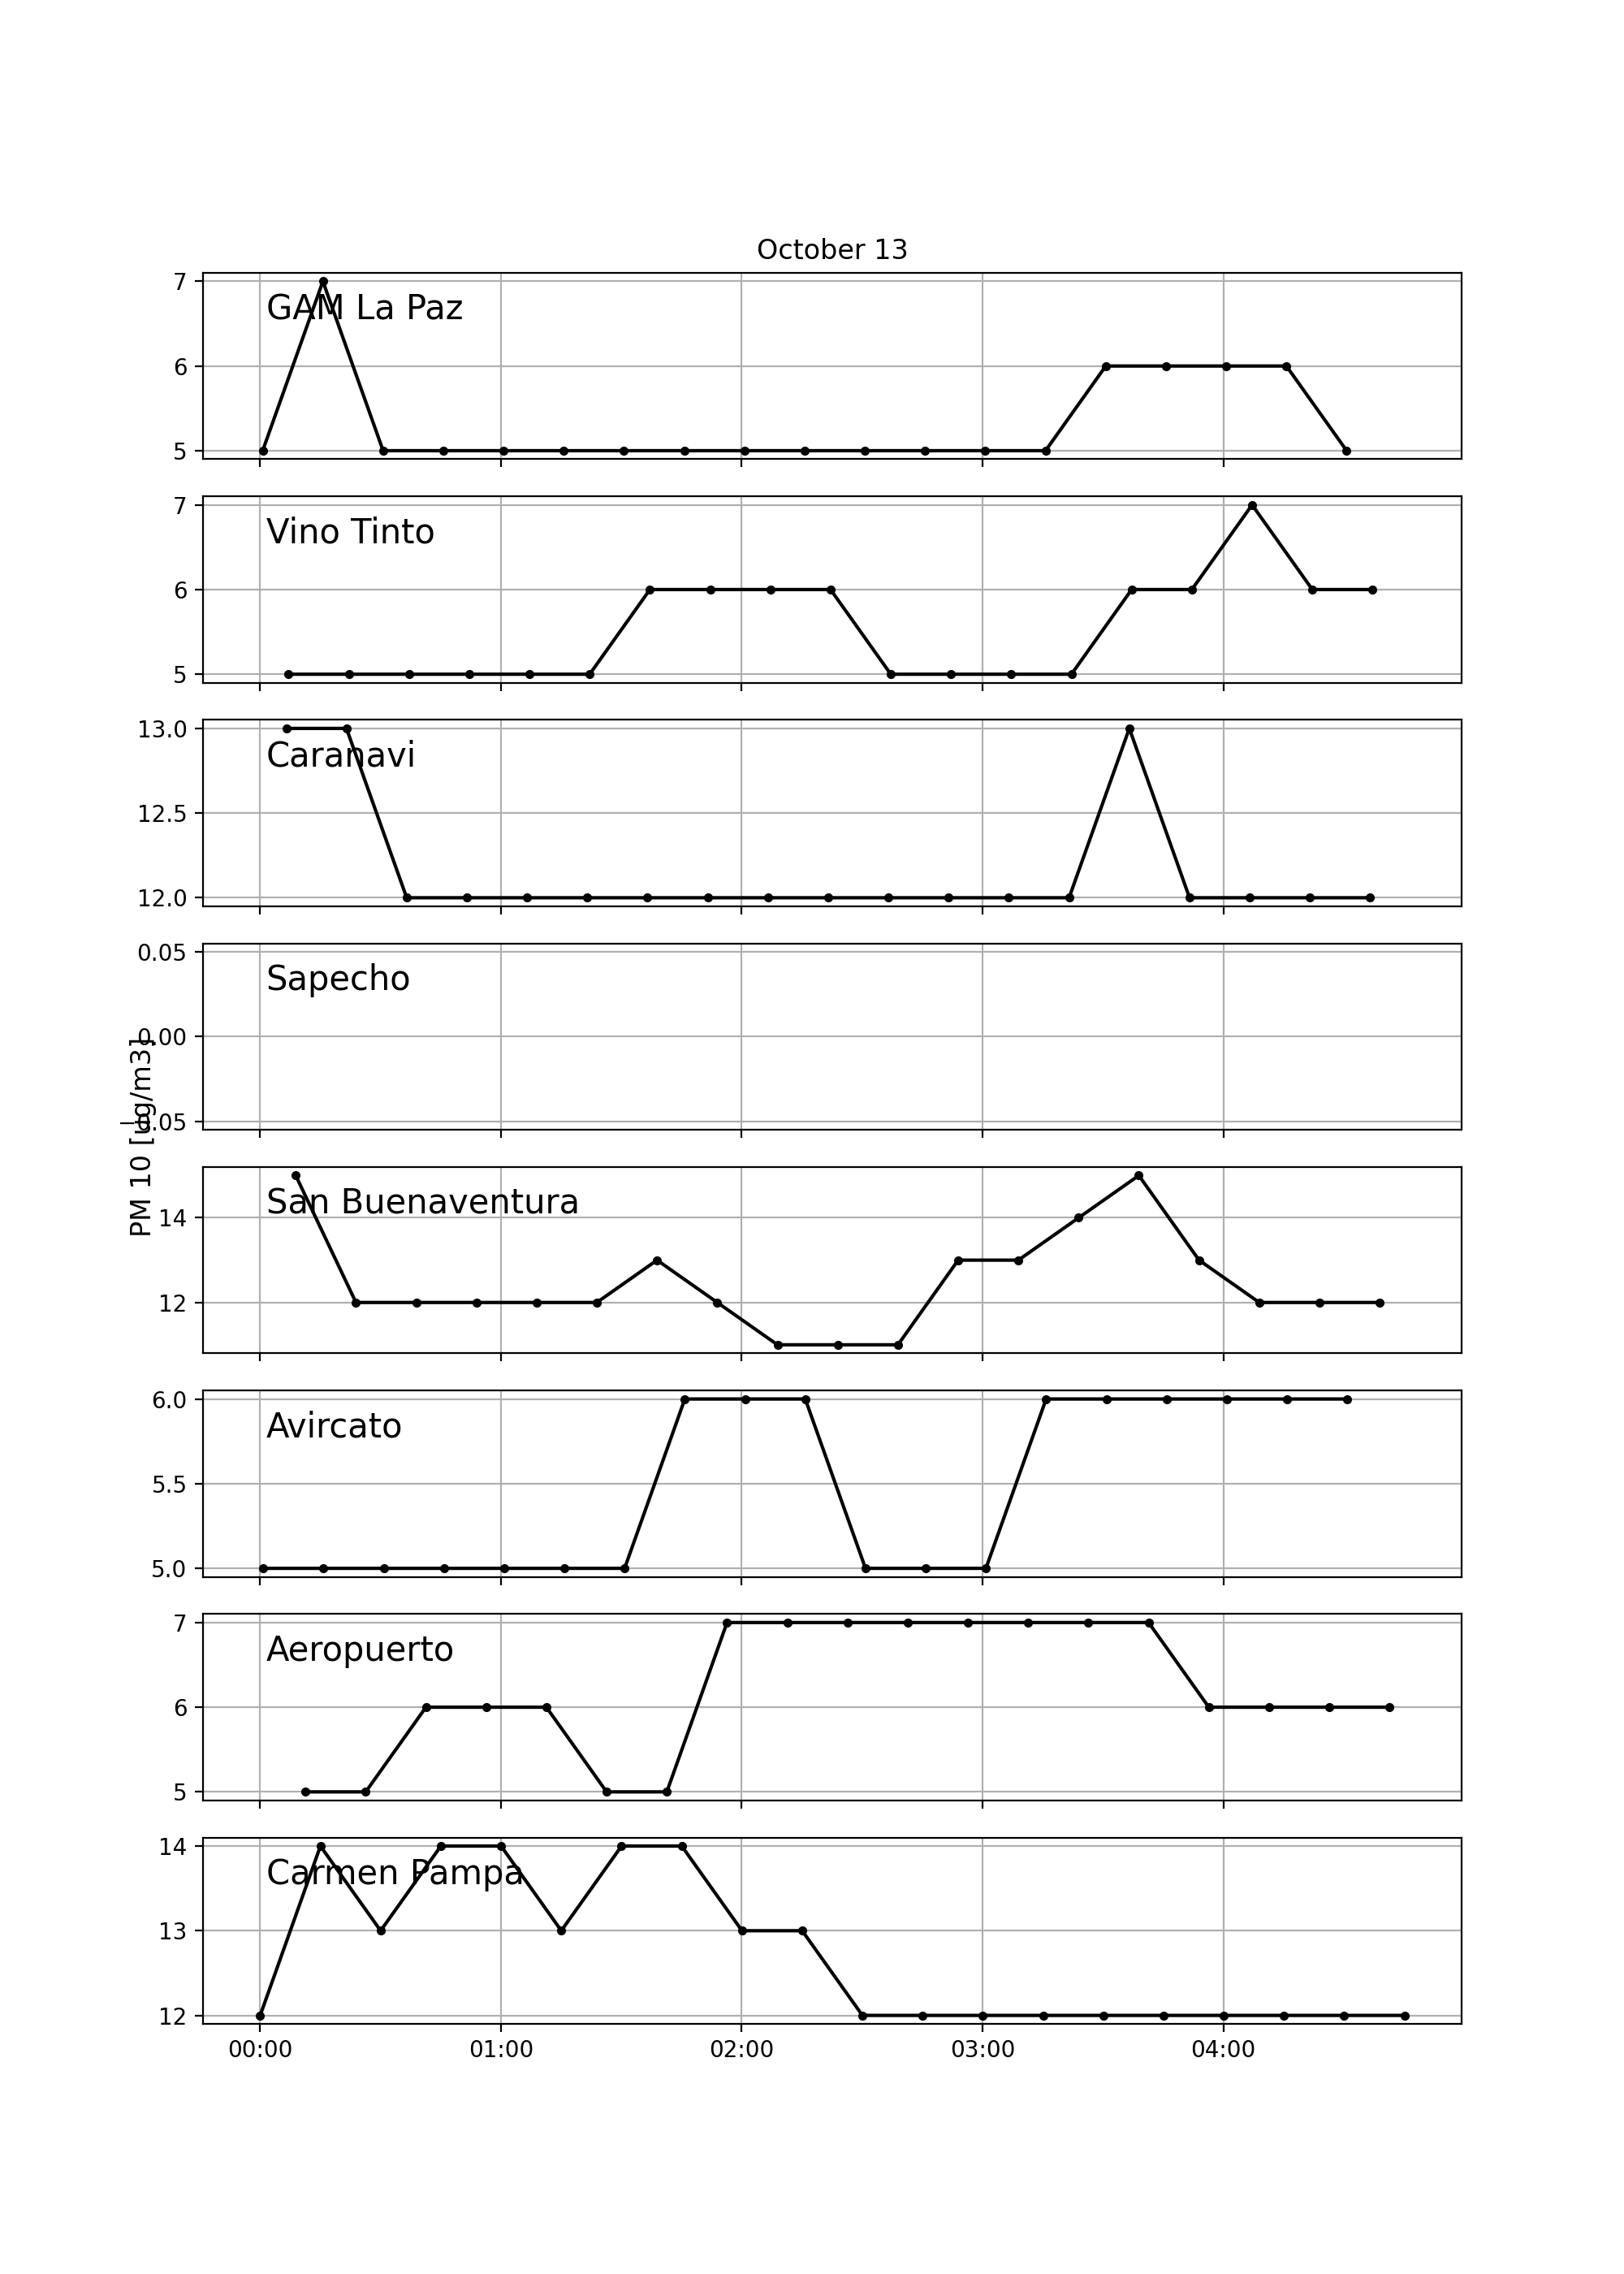 October 13
7
GAM La Paz
6
5
7
Vino Tinto
6
5
13.0
Caranavi
12.5
12.0
0.05
Sapecho
0.00
−0.05
PM 10 [ug/m3]
San Buenaventura
14
12
6.0
Avircato
5.5
5.0
7
Aeropuerto
6
5
14
Carmen Pampa
13
12
00:00 01:00 02:00 03:00 04:00